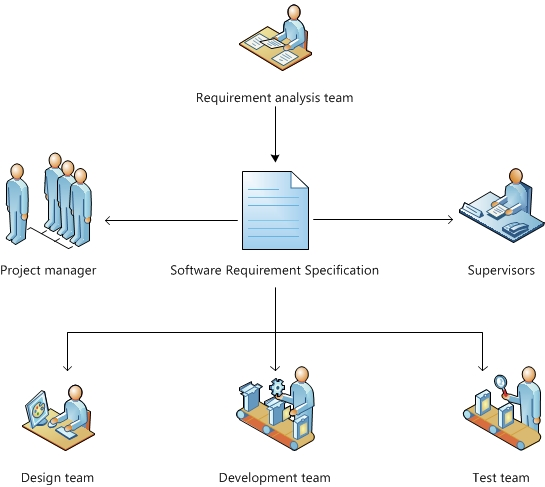 Requirement analysis team
Project manager
Software Requirement Specification
Supervisors
Design team
Development team
Test team